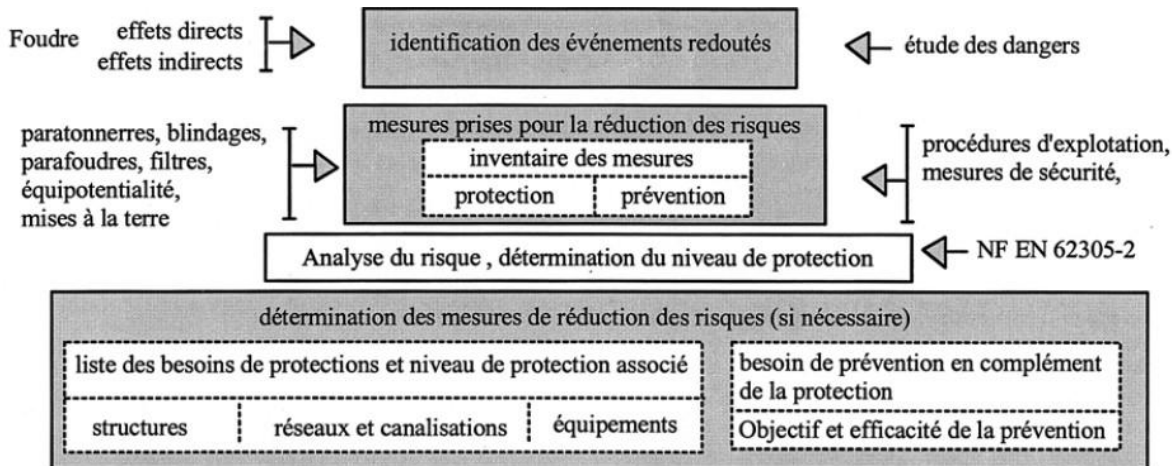 Foudre
effets directs
effets indirects
identification des événements redoutés
étude des dangers
paratonnerres, blindages,
parafoudres, filtres,
équipotentialité,
mises à la terre
mesures prises pour la réduction des risques
inventaire des mesures
protection
prévention
procédures d'explotation,
mesures de sécurité,
Analyse du risque , détermination du niveau de protection
NF EN 62305-2
détermination des mesures de réduction des risques (si nécessaire)
liste des besoins de protections et niveau de protection associé
structures
réseaux et canalisations
équipements
besoin de prévention en complément
de la protection
Objectif et efficacité de la prévention